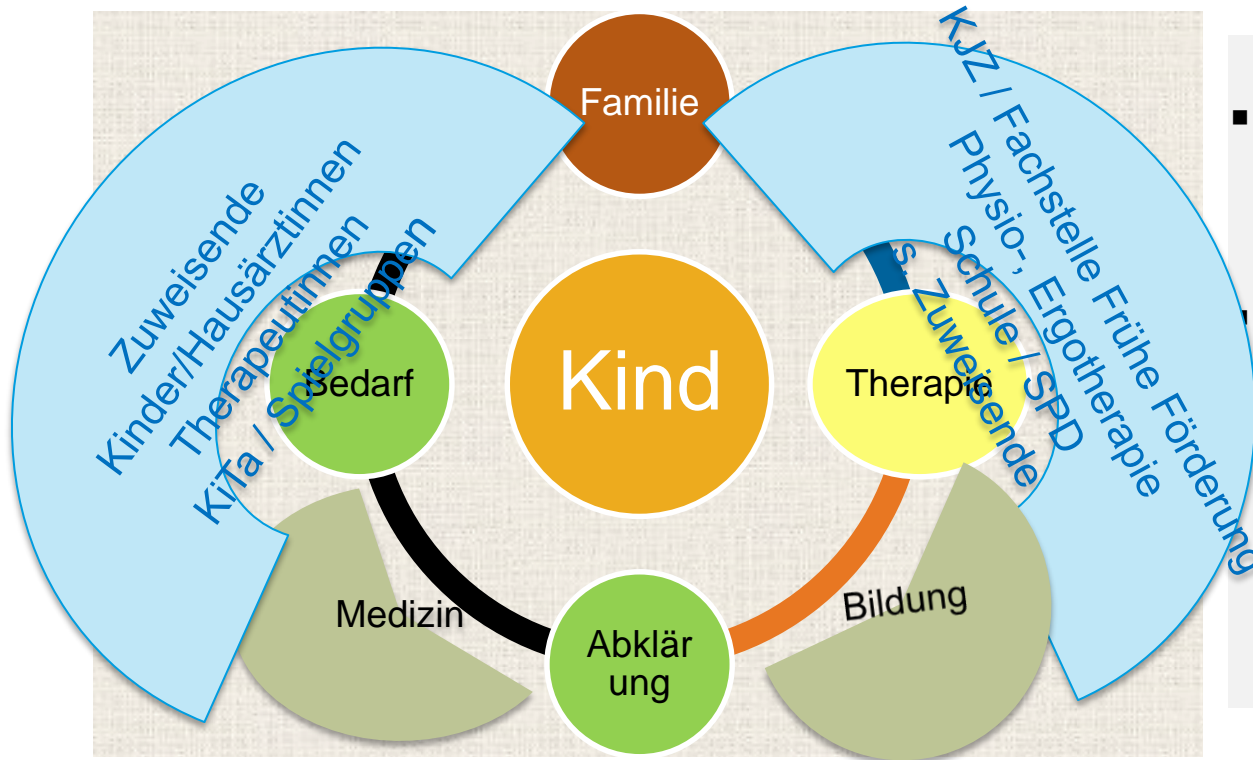 Familie
Zuweisende
Kinder/Hausärztinnen
Therapeutinnen
KiTa / Spielgruppen
KJZ / Fachstelle Frühe Förderung
Physio-, Ergotherapie
Schule / SPD
s. Zuweisende
Bedarf
Kind
Therapie
Medizin
Abklär
ung
Bildung